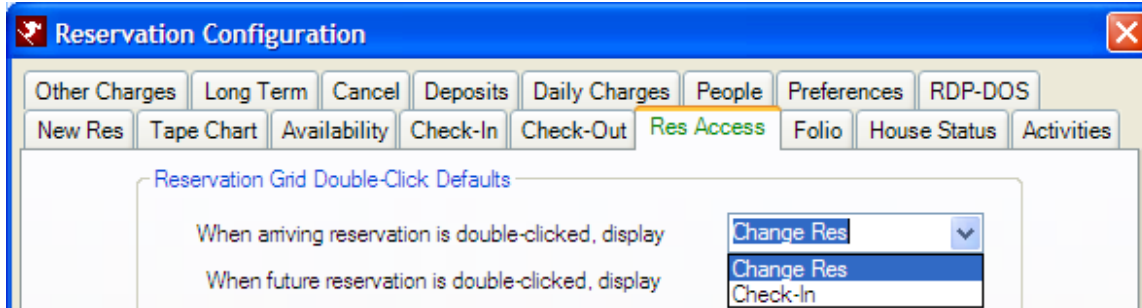 Reservation Configuration
Other Charges Long Term Cancel Deposits Daily Charges People Preferences RDP-DOS
New Res Tape Chart Availability Check-In Check-Out Res Access Folio House Status Activities
Reservation Grid Double-Click Defaults
When arriving reservation is double-clicked, display Change Res
When future reservation is double-clicked, display Change Res
Check-In